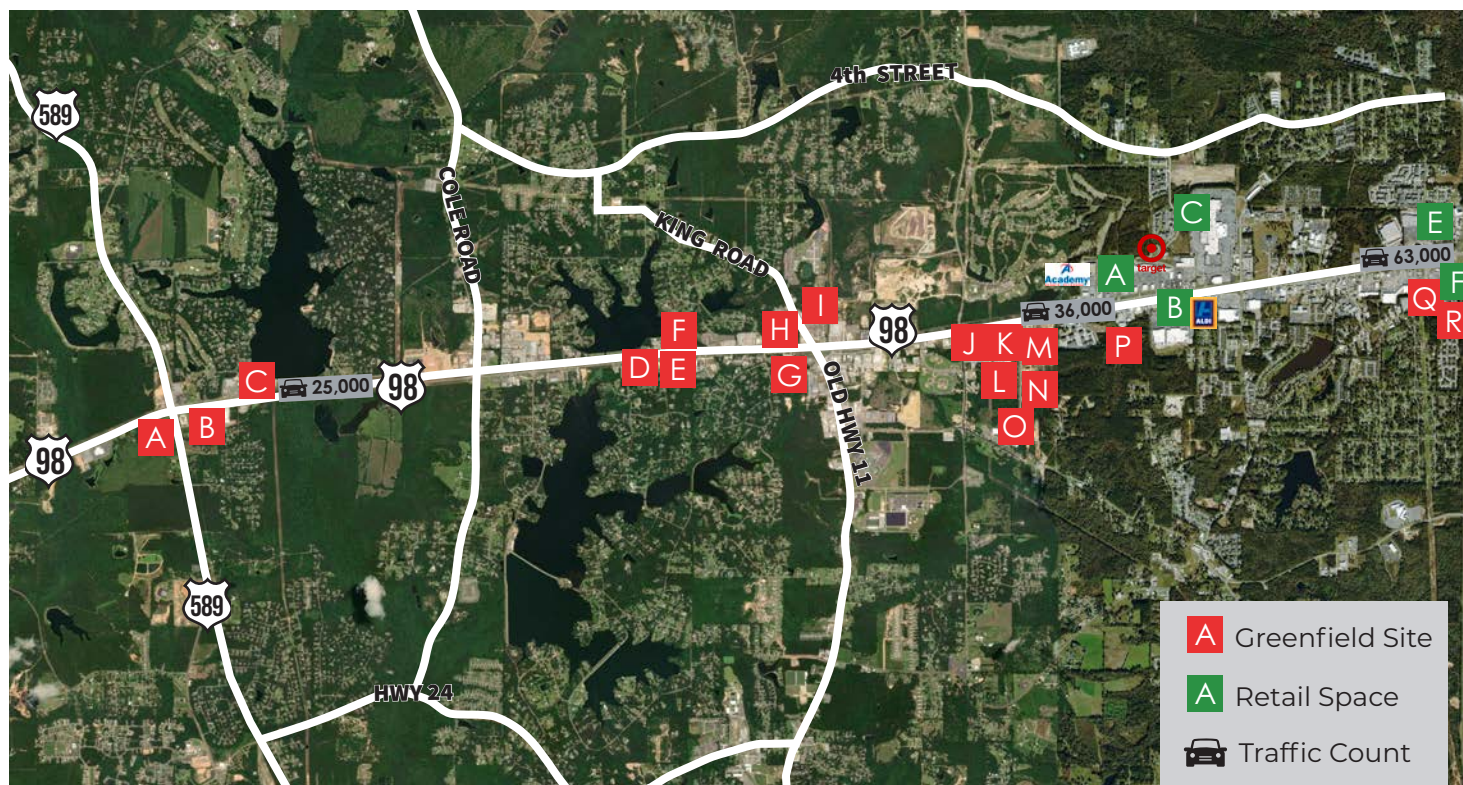 4th STREET
589
COLE ROAD
KING ROAD
C
E
target
Academy
A
63,000
F
B
ALDI
Q
R
36,000
I
H
F
98
J
K
M
P
D
E
G
L
N
OLD HWY 11
C
25,000
98
A
B
O
98
589
HWY 24
A Greenfield Site
A Retail Space
Traffic Count